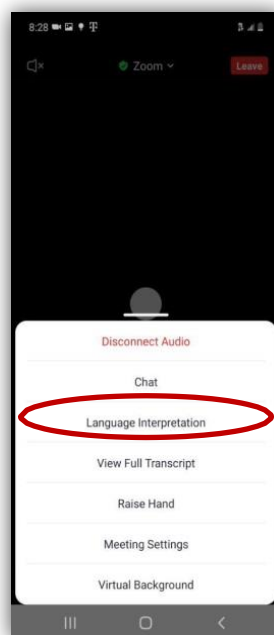 8:28
Zoom
Leave
Disconnect Audio
Chat
Language Interpretation
View Full Transcript
Raise Hand
Meeting Settings
Virtual Background